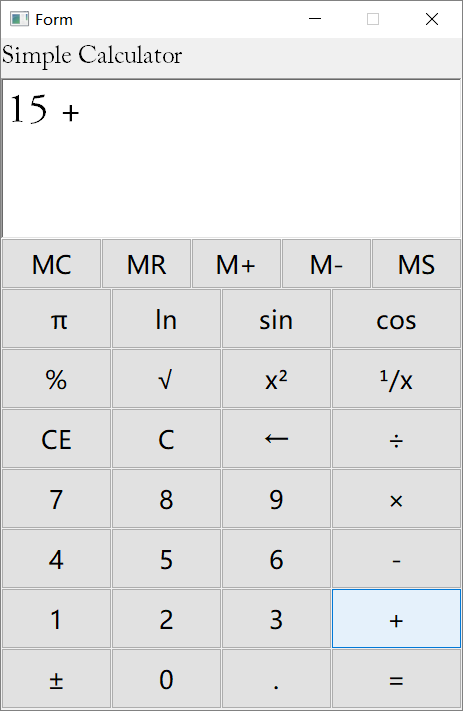 Form
Simple Calculator
15 +
MC MR M+ M- MS
π ln sin cos
% √ x² ¹/x
CE C ← ÷
7 8 9 ×
4 5 6 -
1 2 3 +
± 0 . =